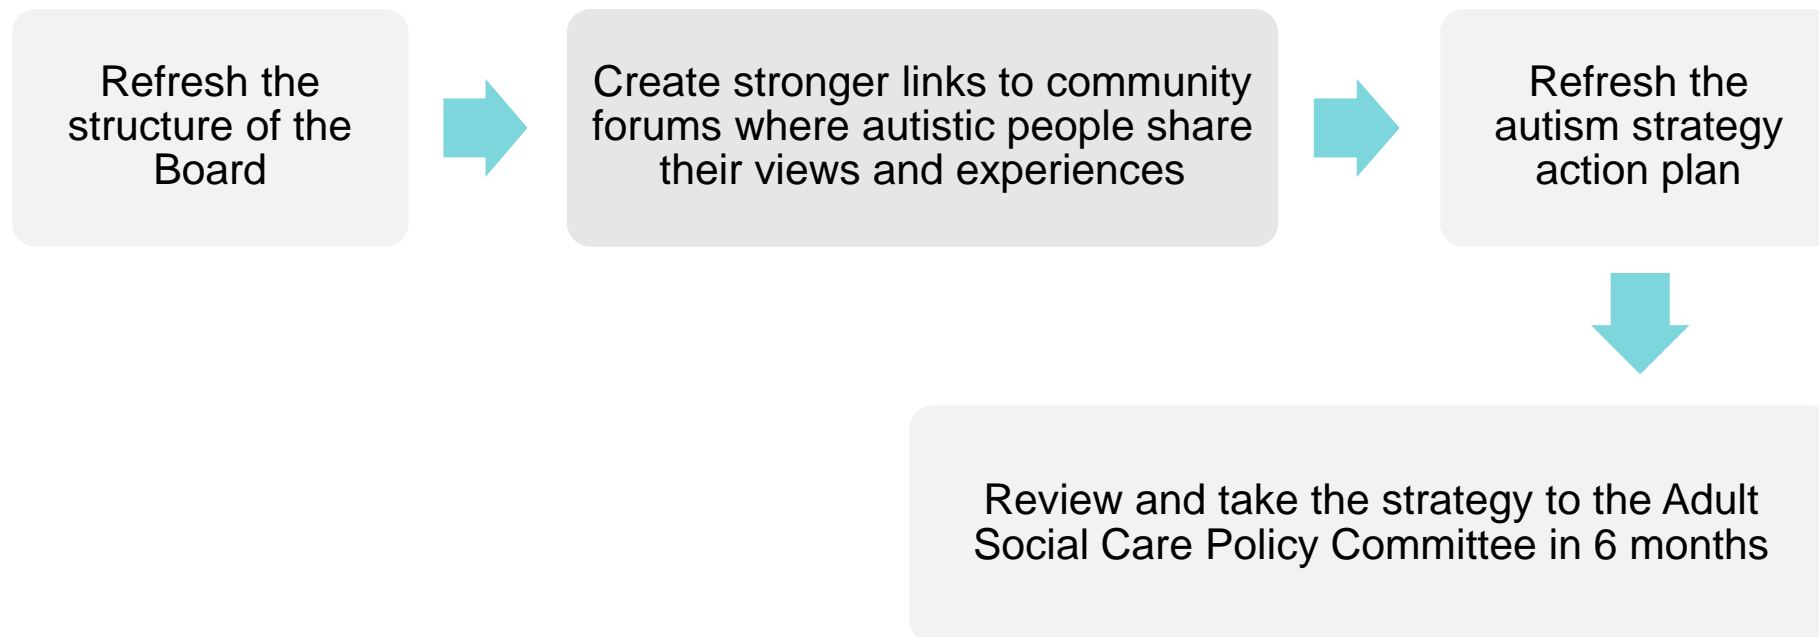 Refresh the
structure of the
Board
Create stronger links to community
forums where autistic people share
their views and experiences
Refresh the
autism strategy
action plan
Review and take the strategy to the Adult
Social Care Policy Committee in 6 months